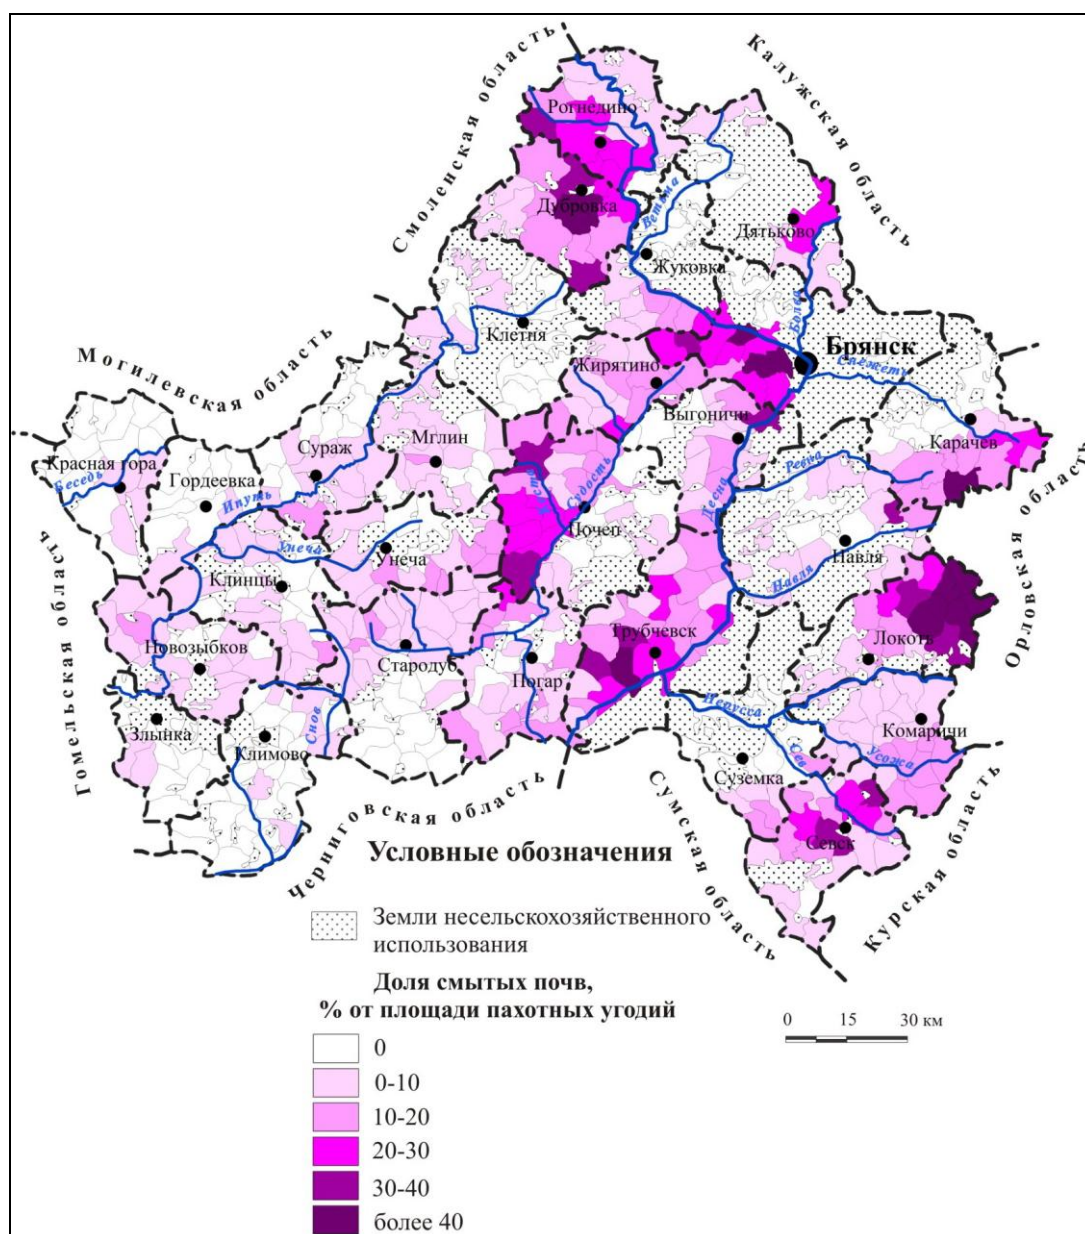 Смоленская область
Калужская область
Рогнедино
Ветьма
Дубровка
Дятьково
Жуковка
Болва
Клетня
Могилевская область
Брянск
Снежеть
Жирятино
Выгоничи
Карачев
Сураж
Мглин
Красная гора
Беседь
Гордеевка
Ипуть
Судость
Ревна
Десна
Орловская область
Почеп
Унеча
Унеча
Навля
Навля
Клинцы
Гомельская область
Новозыбков
Стародуб
Трубчевск
Локоть
Погар
Злынка
Климово
Снов
Неусса
Комаричи
Усожа
Сев
Суземка
Севск
Черниговская область
Сумская область
Курская область
Условные обозначения
Земли несельскохозяйственного
использования
Доля смытых почв,
% от площади пахотных угодий
0 15 30 км
0
0-10
10-20
20-30
30-40
более 40